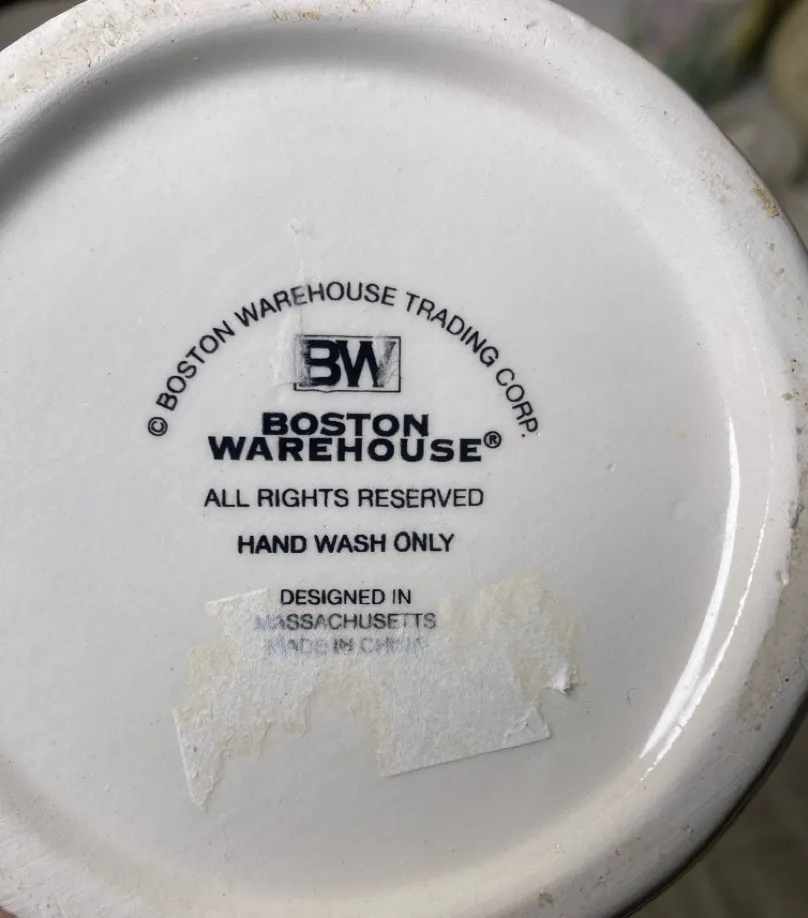 © BOSTON WAREHOUSE TRADING CORP.
BW
BOSTON
WAREHOUSE®
ALL RIGHTS RESERVED
HAND WASH ONLY
DESIGNED IN
MASSACHUSETTS
MADE IN CHINA